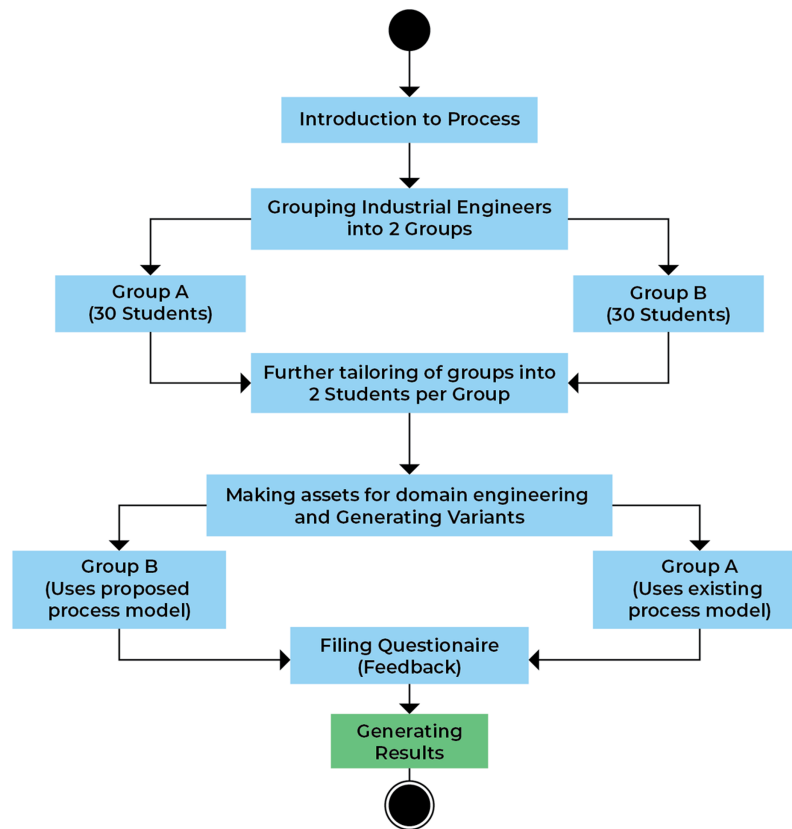 Introduction to Process
Grouping Industrial Engineers
into 2 Groups
Group A
(30 Students)
Group B
(30 Students)
Further tailoring of groups into
2 Students per Group
Making assets for domain engineering
and Generating Variants
Group B
(Uses proposed
process model)
Group A
(Uses existing
process model)
Filing Questionaire
(Feedback)
Generating
Results